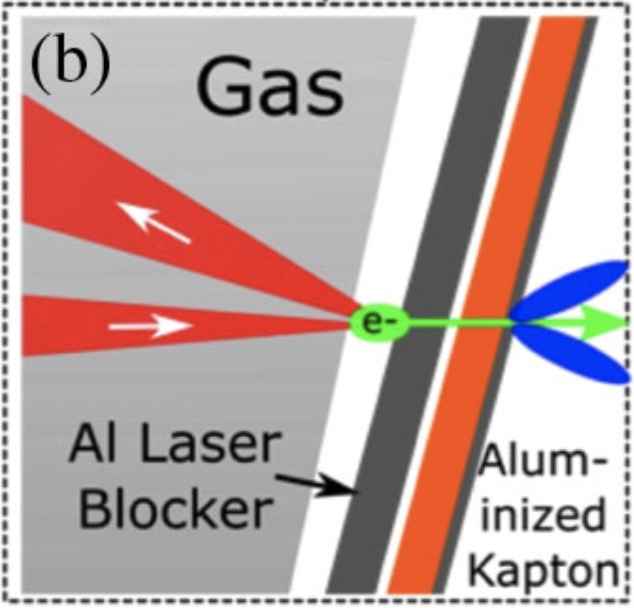 (b)
Gas
e-
Al Laser
Blocker
Alum-
inized
Kapton